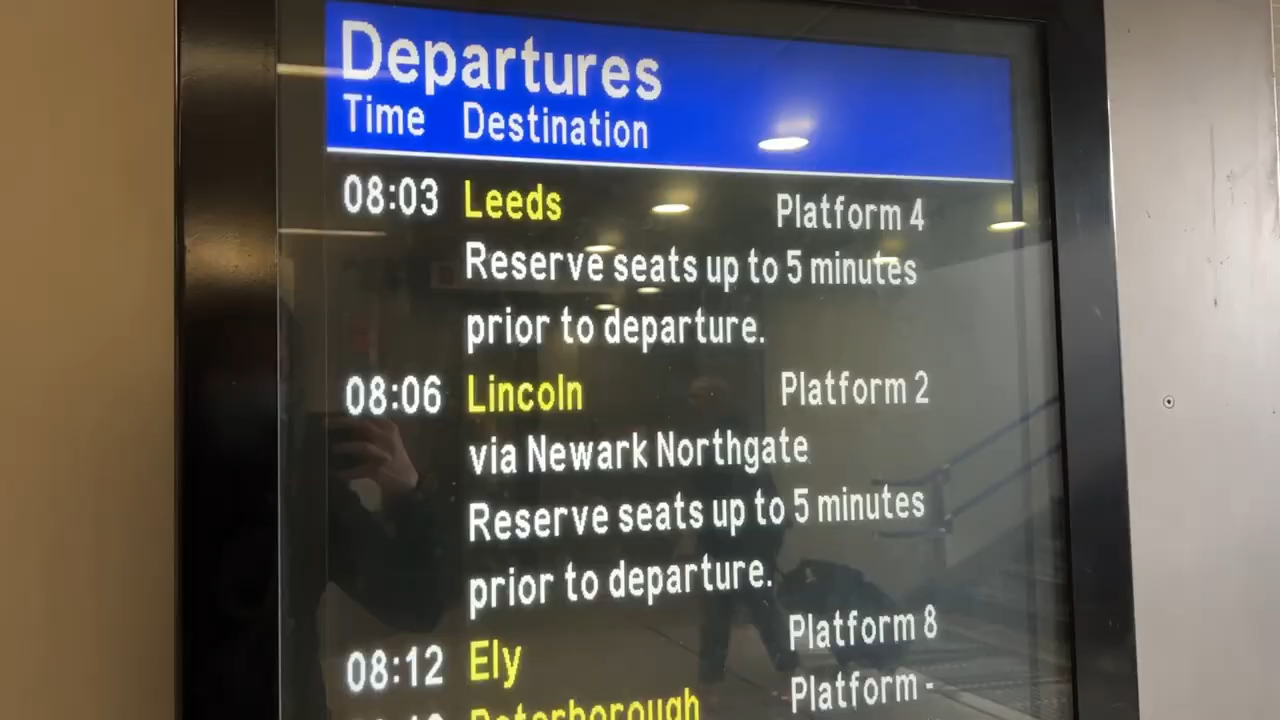 Departures
Time Destination
08:03 Leeds Platform 4
Reserve seats up to 5 minutes
prior to departure.
08:06 Lincoln Platform 2
via Newark Northgate
Reserve seats up to 5 minutes
prior to departure.
08:12 Ely Platform 8
Peterborough Platform -